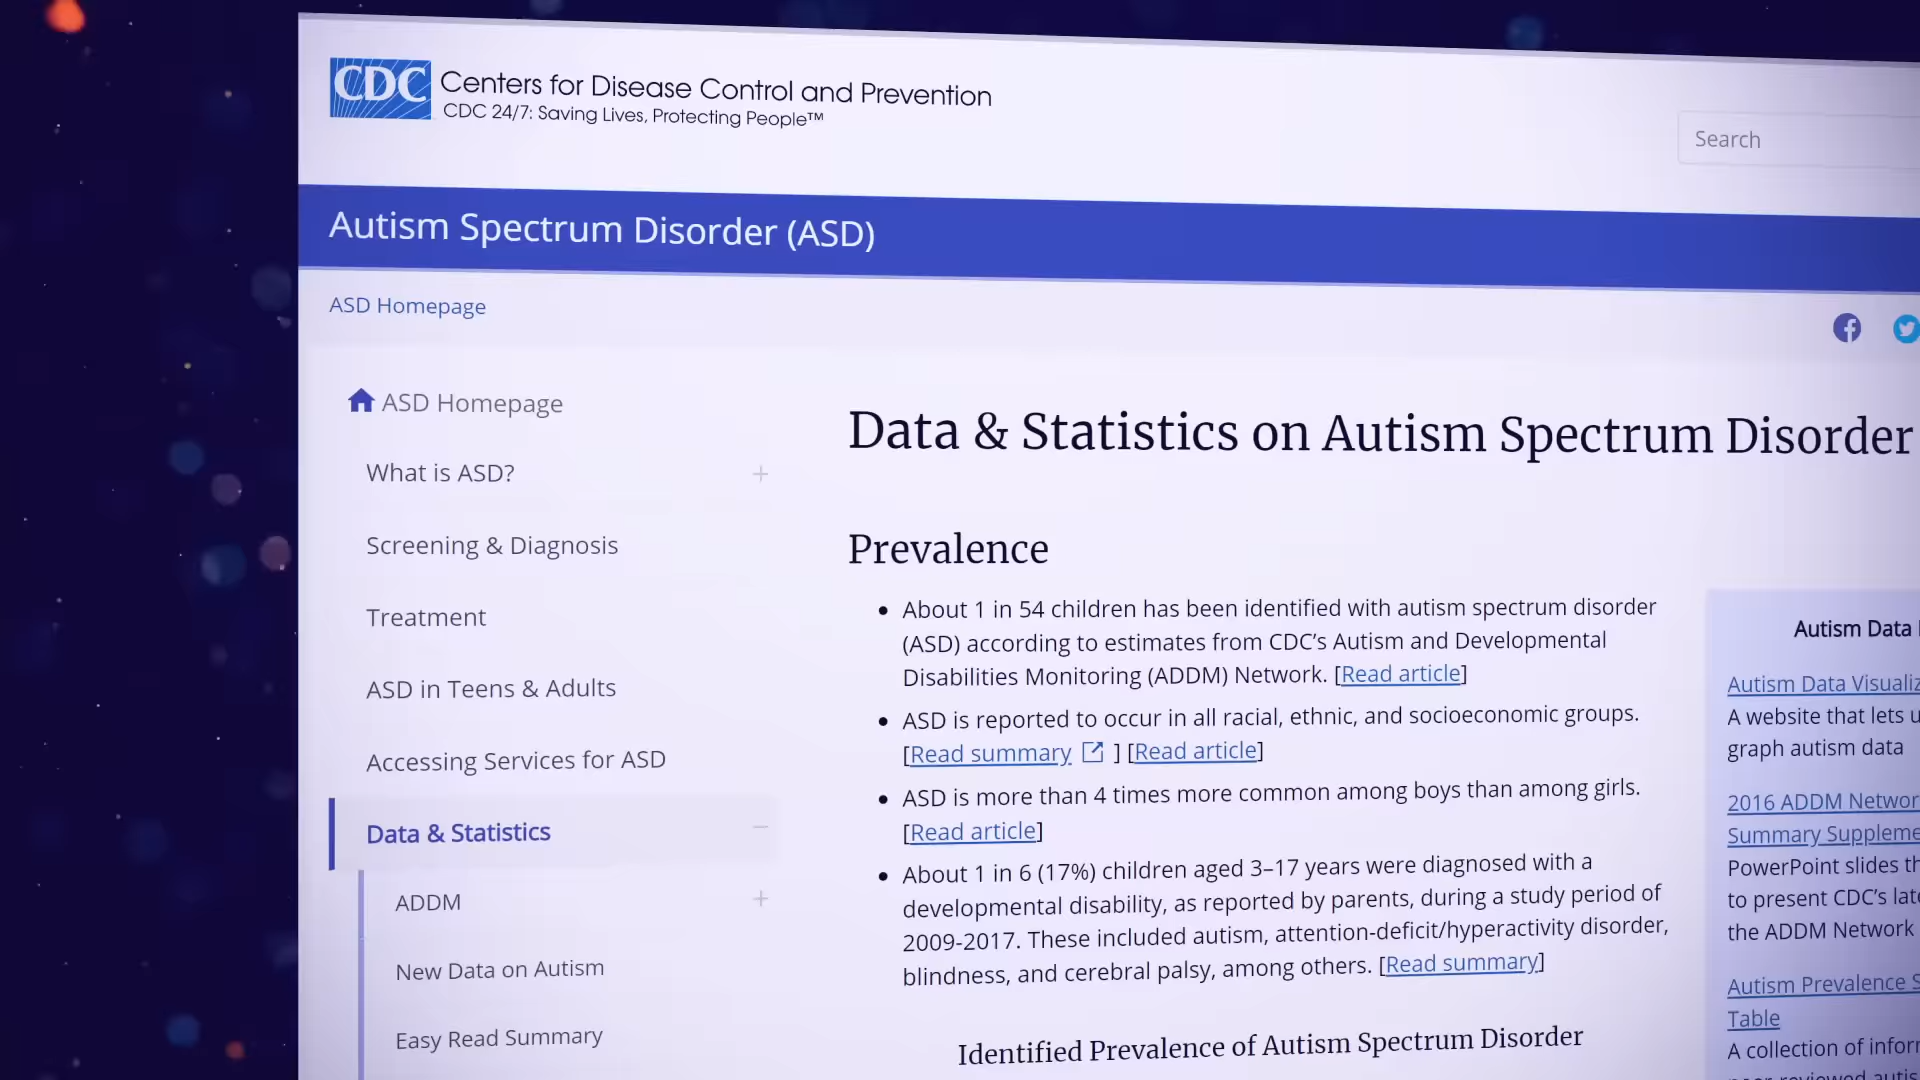 CDC Centers for Disease Control and Prevention
CDC 24/7: Saving Lives, Protecting People™
Search
Autism Spectrum Disorder (ASD)
ASD Homepage
ASD Homepage
What is ASD? +
Screening & Diagnosis
Treatment
ASD in Teens & Adults
Accessing Services for ASD
Data & Statistics −
ADDM +
New Data on Autism
Easy Read Summary
Data & Statistics on Autism Spectrum Disorder
Prevalence
• About 1 in 54 children has been identified with autism spectrum disorder
(ASD) according to estimates from CDC’s Autism and Developmental
Disabilities Monitoring (ADDM) Network. [Read article]
• ASD is reported to occur in all racial, ethnic, and socioeconomic groups.
[Read summary ] [Read article]
• ASD is more than 4 times more common among boys than among girls.
[Read article]
• About 1 in 6 (17%) children aged 3–17 years were diagnosed with a
developmental disability, as reported by parents, during a study period of
2009-2017. These included autism, attention-deficit/hyperactivity disorder,
blindness, and cerebral palsy, among others. [Read summary]
Identified Prevalence of Autism Spectrum Disorder
Autism Data
Autism Data
A website that lets
graph autism data
2016 ADDM
Summary
PowerPoint slides
to present CDC’s
the ADDM Network
Autism Prevalence
Table
A collection of